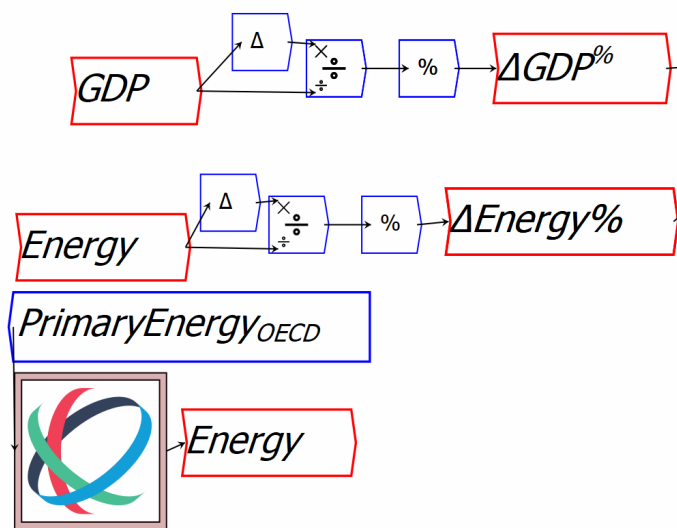 Δ
×
÷
÷
%
GDP
ΔGDP%
Δ
×
÷
÷
%
Energy
ΔEnergy%
PrimaryEnergyOECD
Energy